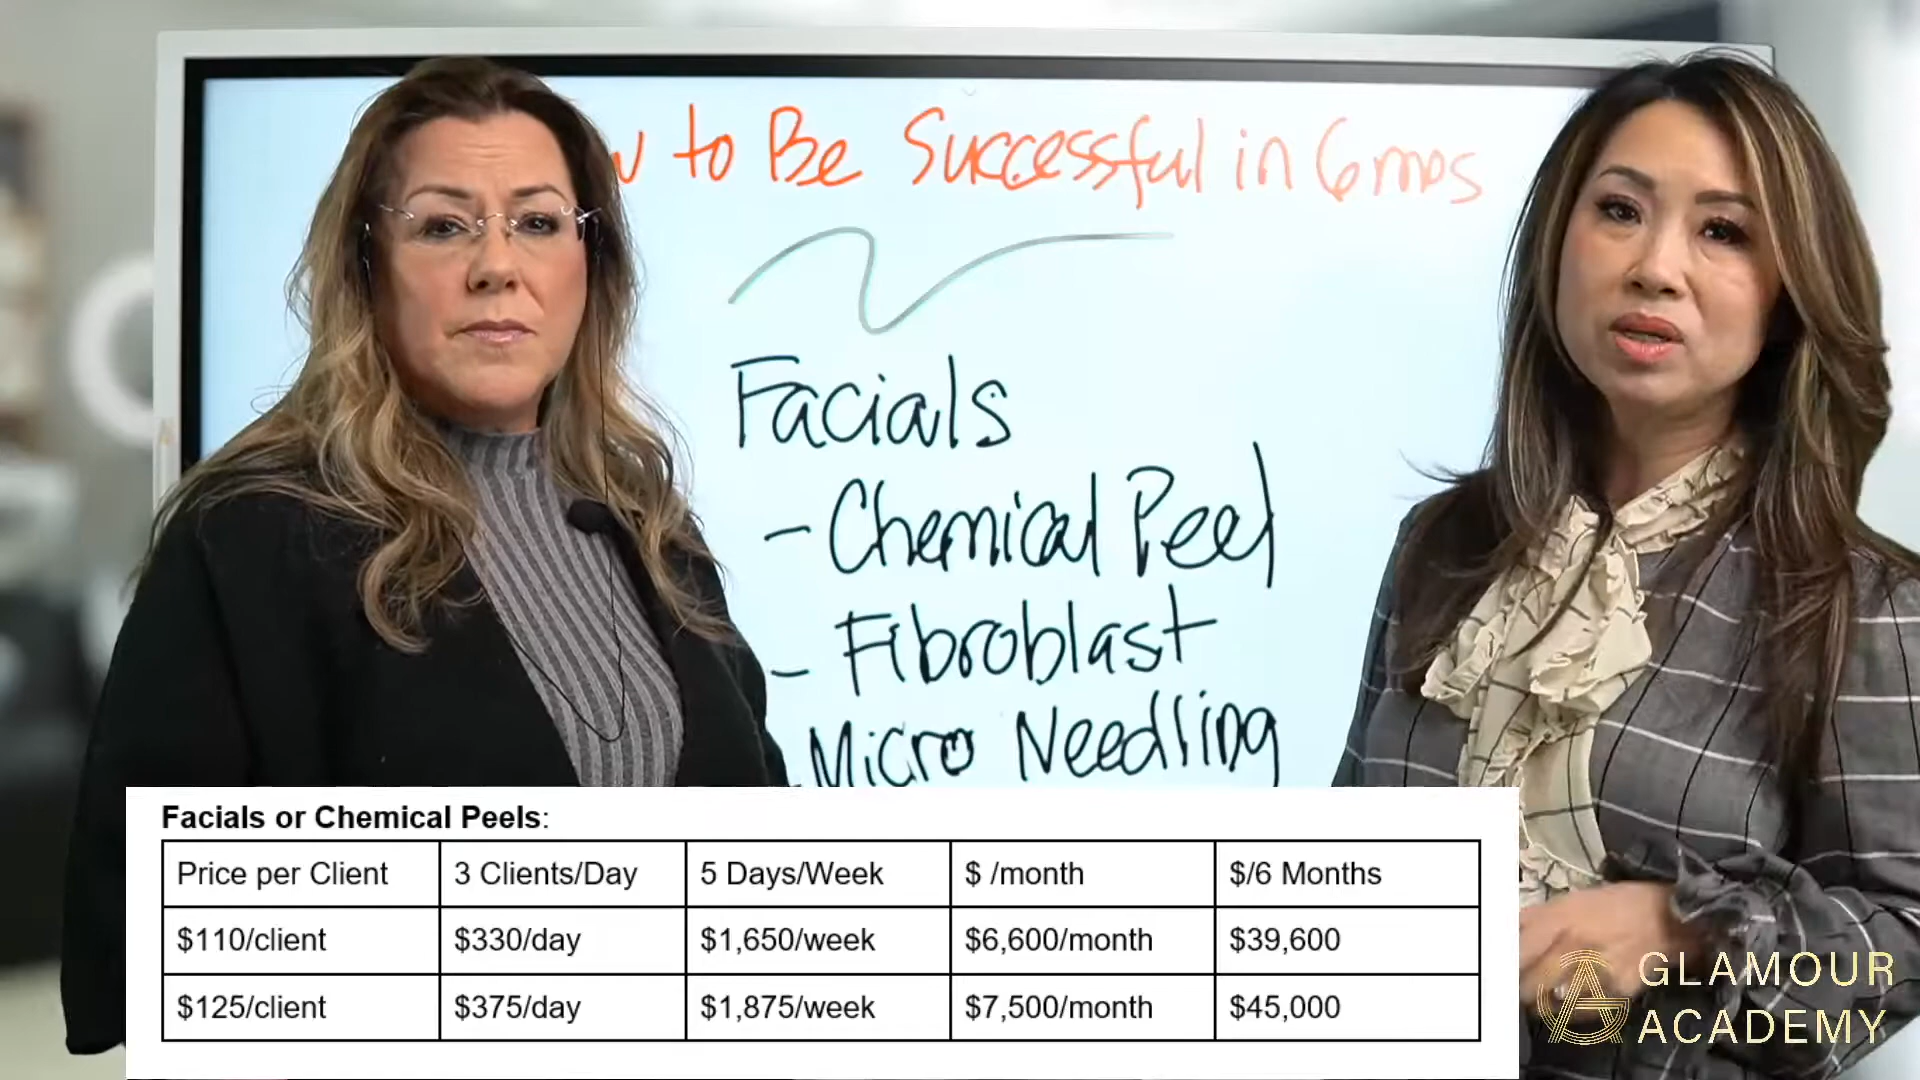 to Be Successful in 6 mos
Facials
- Chemical Peel
- Fibroblast
- Micro Needling
Facials or Chemical Peels:
Price per Client 3 Clients/Day 5 Days/Week $ /month $/6 Months
$110/client $330/day $1,650/week $6,600/month $39,600
$125/client $375/day $1,875/week $7,500/month $45,000
GLAMOUR
ACADEMY